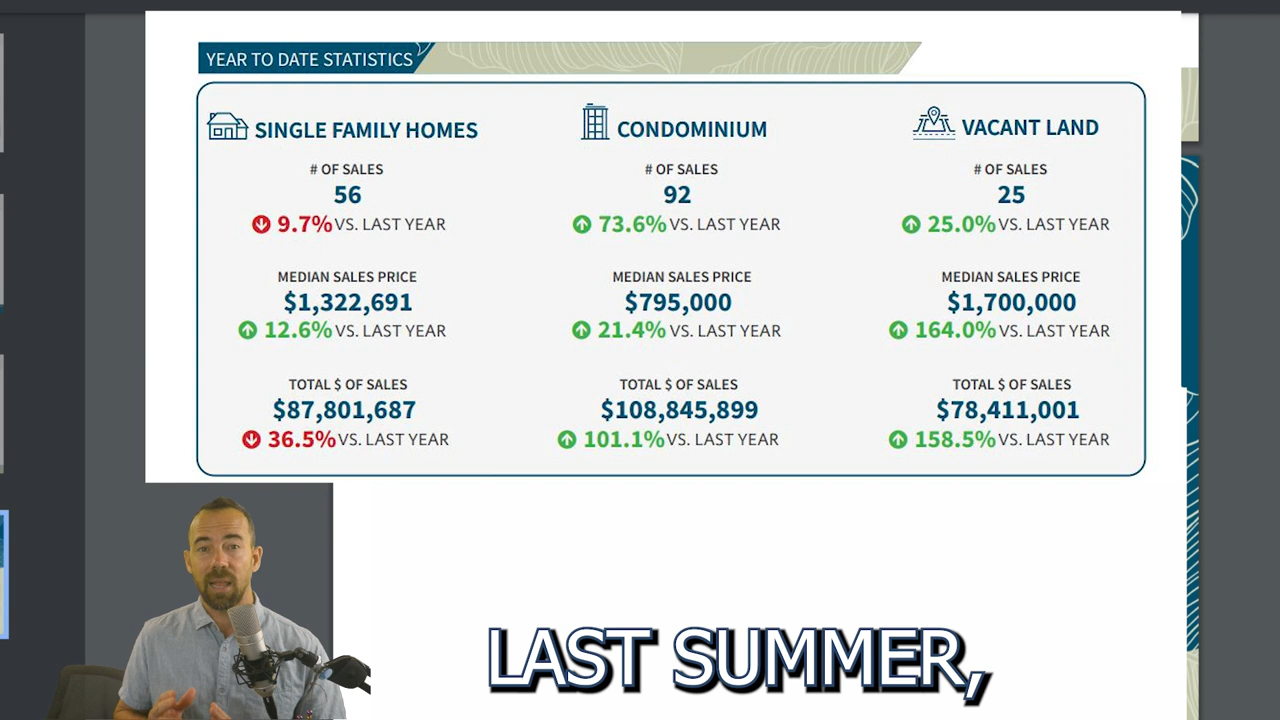 YEAR TO DATE STATISTICS
SINGLE FAMILY HOMES
# OF SALES
56
9.7% VS. LAST YEAR
MEDIAN SALES PRICE
$1,322,691
12.6% VS. LAST YEAR
TOTAL $ OF SALES
$87,801,687
36.5% VS. LAST YEAR
CONDOMINIUM
# OF SALES
92
73.6% VS. LAST YEAR
MEDIAN SALES PRICE
$795,000
21.4% VS. LAST YEAR
TOTAL $ OF SALES
$108,845,899
101.1% VS. LAST YEAR
VACANT LAND
# OF SALES
25
25.0% VS. LAST YEAR
MEDIAN SALES PRICE
$1,700,000
164.0% VS. LAST YEAR
TOTAL $ OF SALES
$78,411,001
158.5% VS. LAST YEAR
LAST SUMMER,